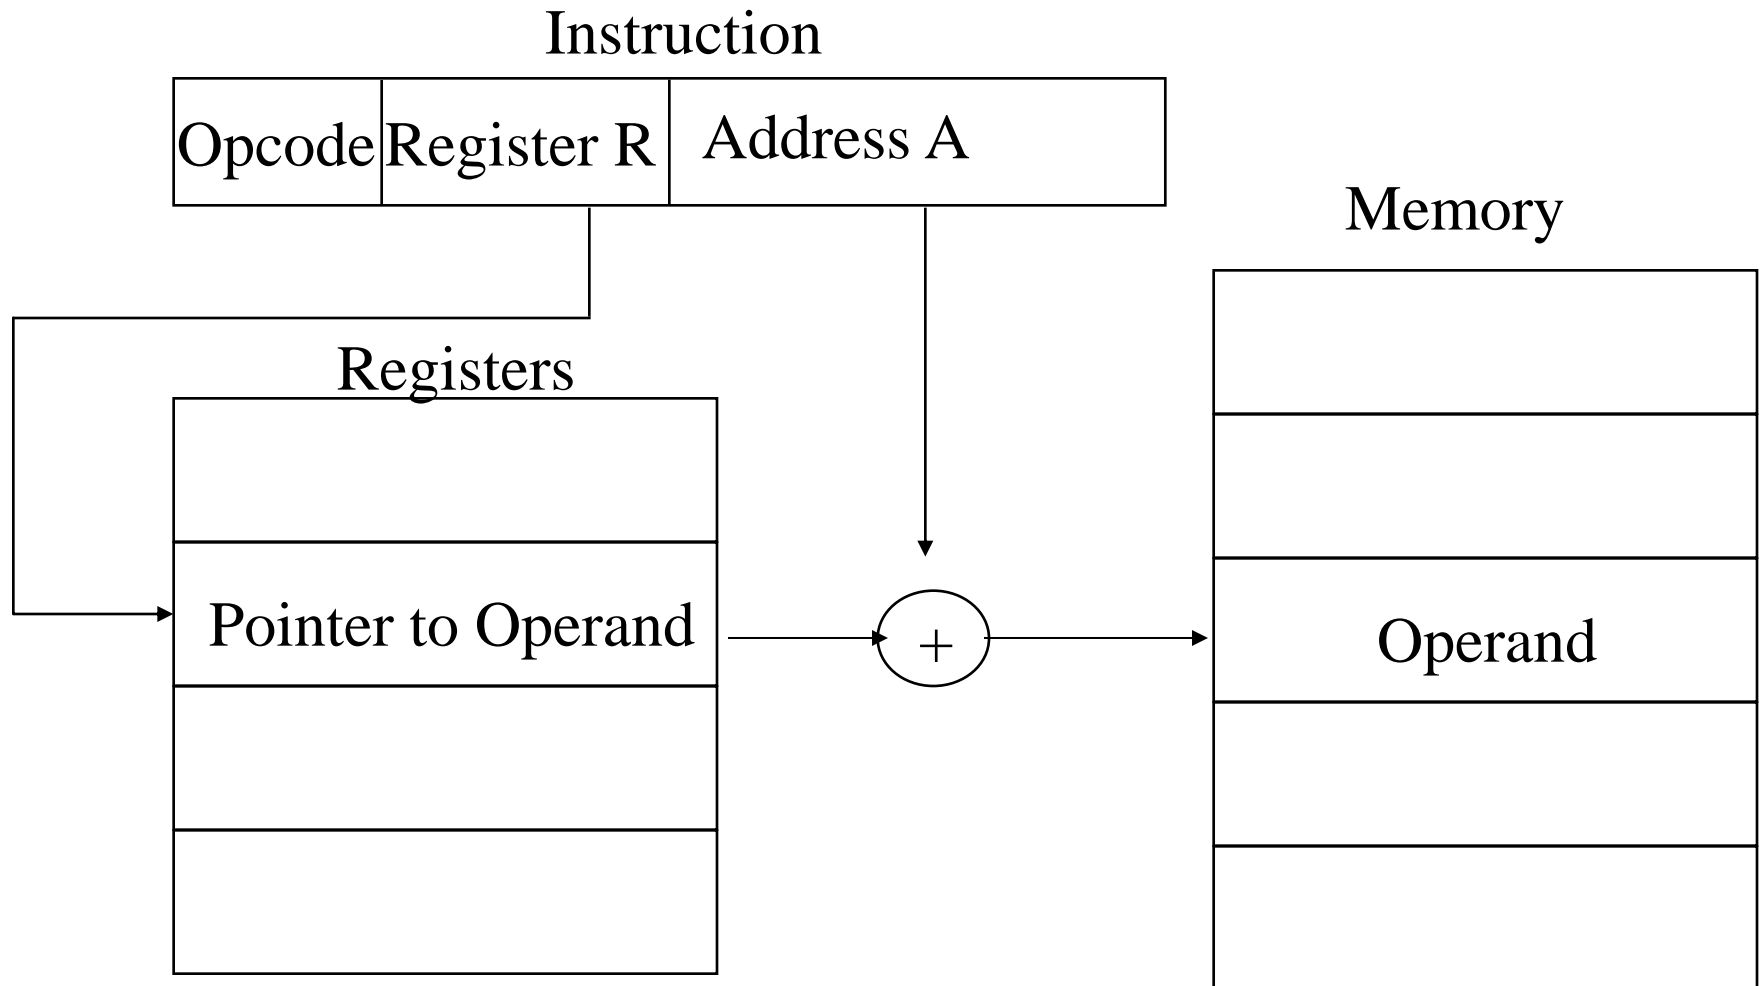 Instruction
Opcode Register R Address A
Memory
Registers
Pointer to Operand + Operand